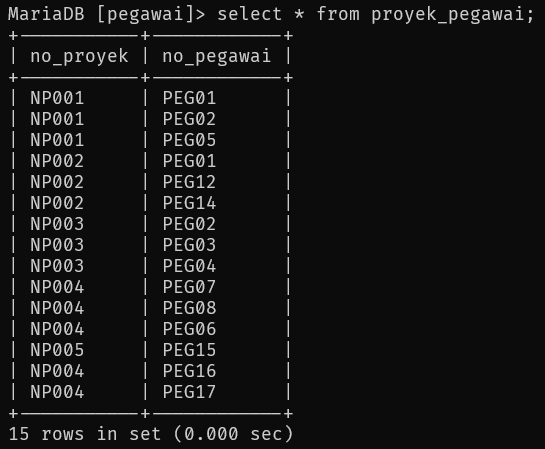 MariaDB [pegawai]> select * from proyek_pegawai;
+-----------+------------+
| no_proyek | no_pegawai |
+-----------+------------+
| NP001     | PEG01      |
| NP001     | PEG02      |
| NP001     | PEG05      |
| NP002     | PEG01      |
| NP002     | PEG12      |
| NP002     | PEG14      |
| NP003     | PEG02      |
| NP003     | PEG03      |
| NP003     | PEG04      |
| NP004     | PEG07      |
| NP004     | PEG08      |
| NP004     | PEG06      |
| NP005     | PEG15      |
| NP004     | PEG16      |
| NP004     | PEG17      |
+-----------+------------+
15 rows in set (0.000 sec)